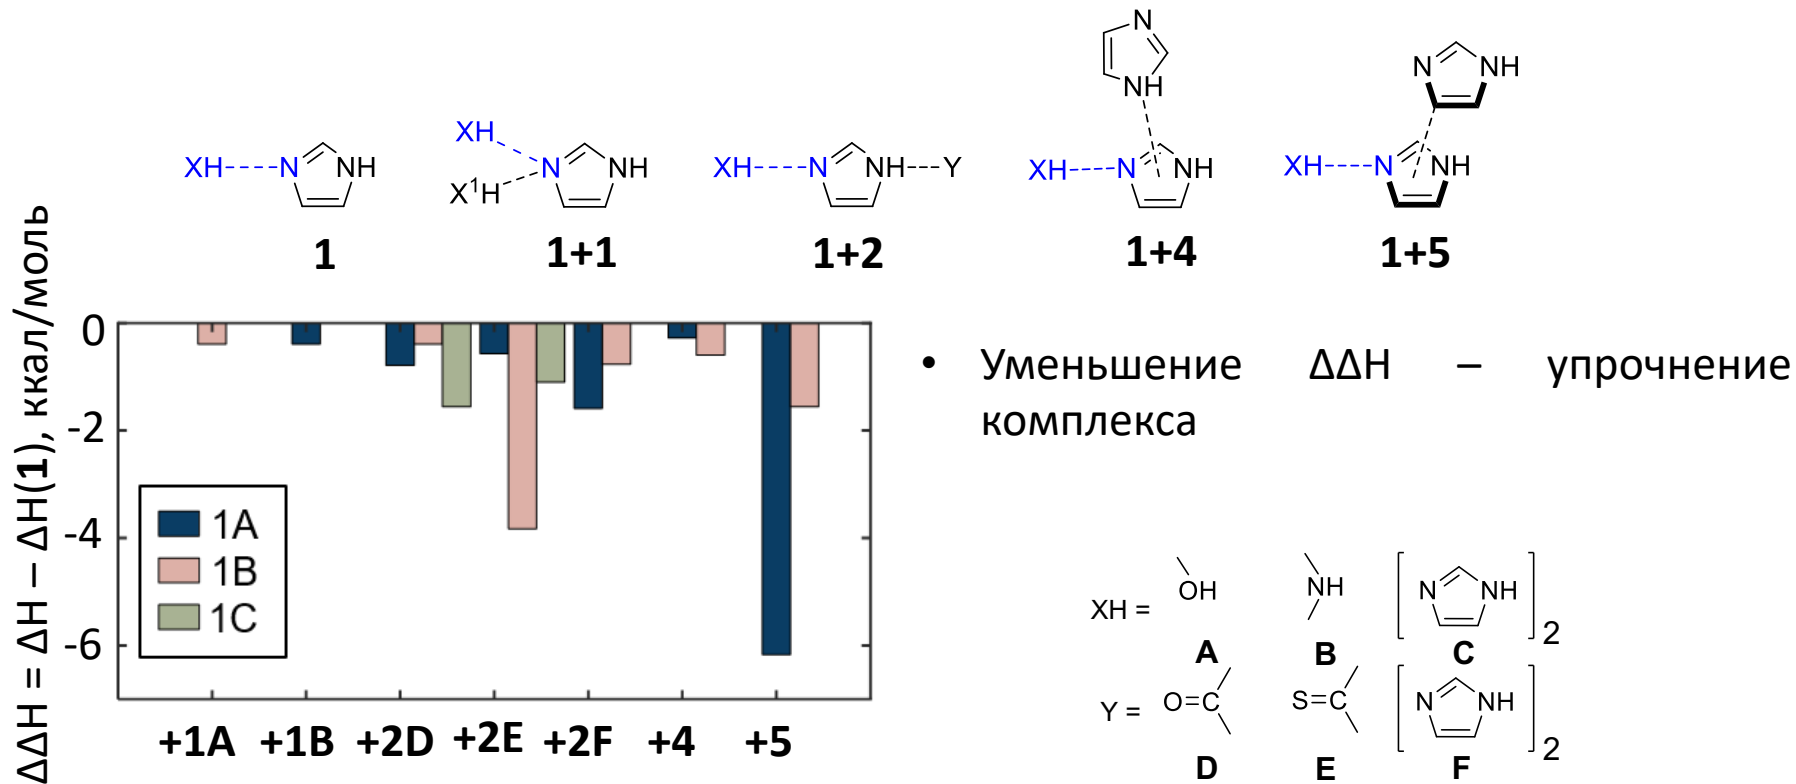 N
NH
N NH
XH
X¹H
XH N NH
N NH
XH N NH Y
XH N NH
XH N NH
1 1+1 1+2 1+4 1+5
ΔΔH = ΔH – ΔH(1), ккал/моль
0
-2
-4
-6
1A
1B
1C
+1A +1B +2D +2E +2F +4 +5
• Уменьшение ΔΔH – упрочнение
комплекса
XH = OH NH [N NH]2
A B C
Y = O=C S=C [N NH]2
D E F